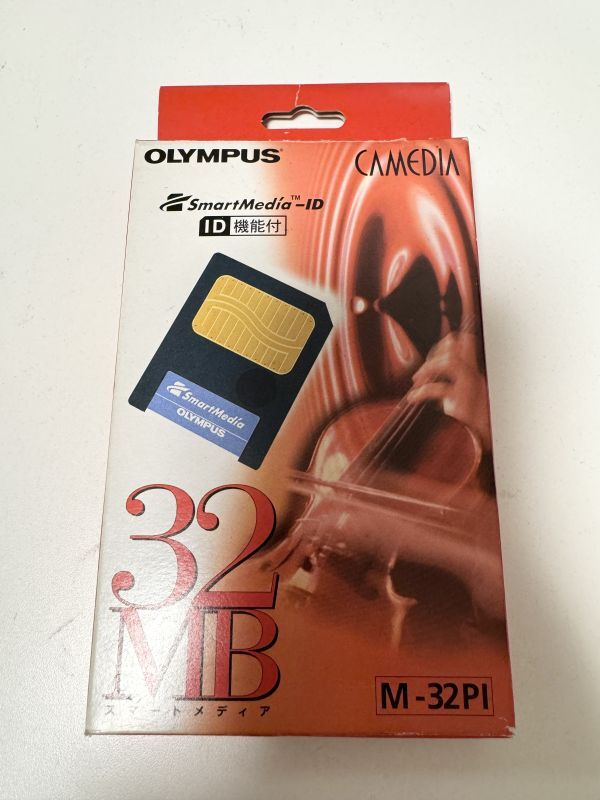 OLYMPUS®
CAMEDIA
SmartMedia™-ID
ID 機能付
SmartMedia
OLYMPUS
32
MB
スマートメディア
M-32PI